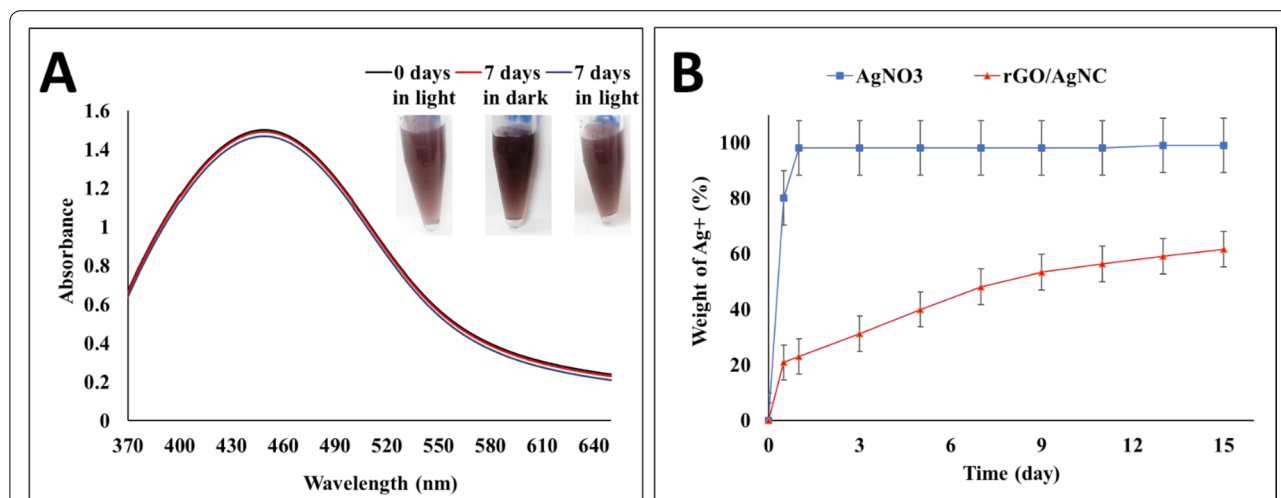 A
0 days 7 days 7 days
in light in dark in light
1.6
1.4
1.2
1
0.8
0.6
0.4
0.2
0
Absorbance
370 400 430 460 490 520 550 580 610 640
Wavelength (nm)
B
AgNO3 rGO/AgNC
100
80
60
40
20
0
Weight of Ag+ (%)
0 3 6 9 12 15
Time (day)